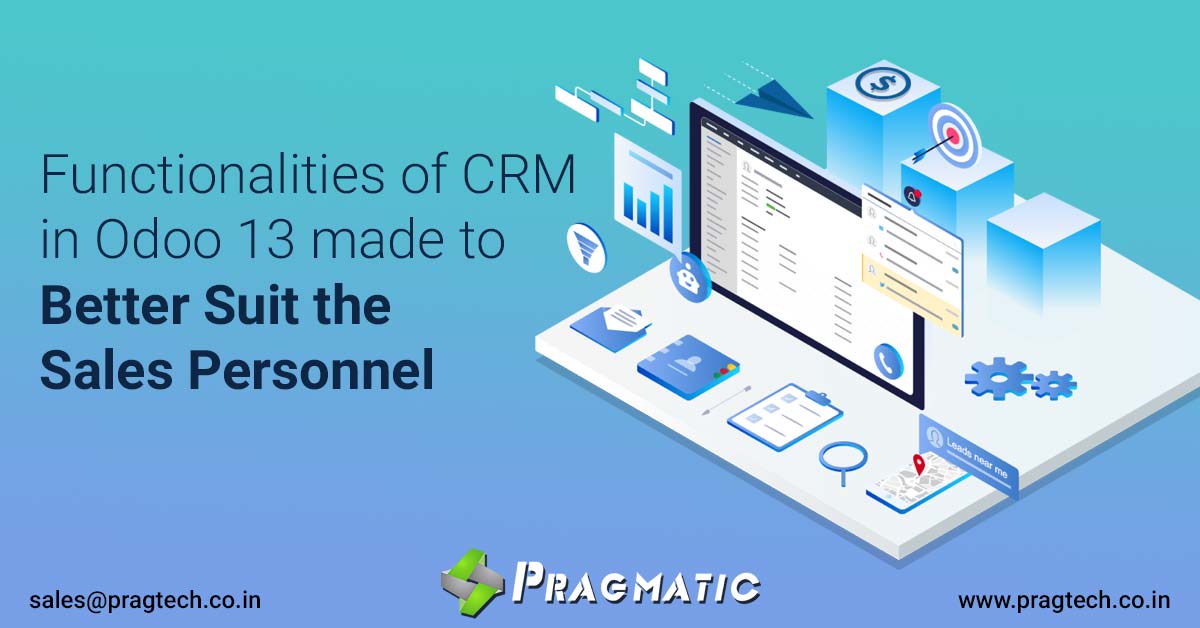 Functionalities of CRM
in Odoo 13 made to
Better Suit the
Sales Personnel
Leads near me
PRAGMATIC
sales@pragtech.co.in
www.pragtech.co.in